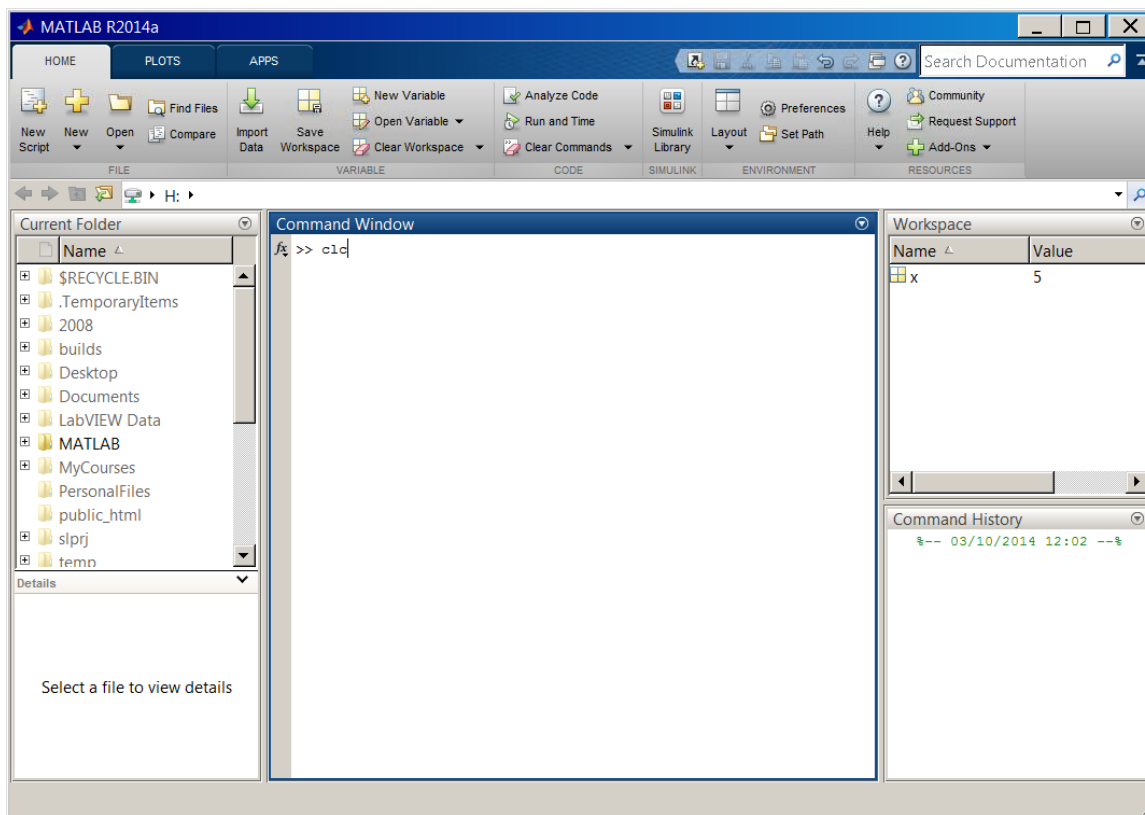 MATLAB R2014a
HOME PLOTS APPS
Search Documentation
New Script
New
Open
Find Files
Compare
FILE
Import Data
Save Workspace
New Variable
Open Variable
Clear Workspace
VARIABLE
Analyze Code
Run and Time
Clear Commands
CODE
Simulink Library
SIMULINK
Layout
Preferences
Set Path
ENVIRONMENT
Help
Community
Request Support
Add-Ons
RESOURCES
H:
Current Folder
Name
$RECYCLE.BIN
.TemporaryItems
2008
builds
Desktop
Documents
LabVIEW Data
MATLAB
MyCourses
PersonalFiles
public_html
slprj
temp
Details
Select a file to view details
Command Window
fx >> clc
Workspace
Name Value
x 5
Command History
%-- 03/10/2014 12:02 --%